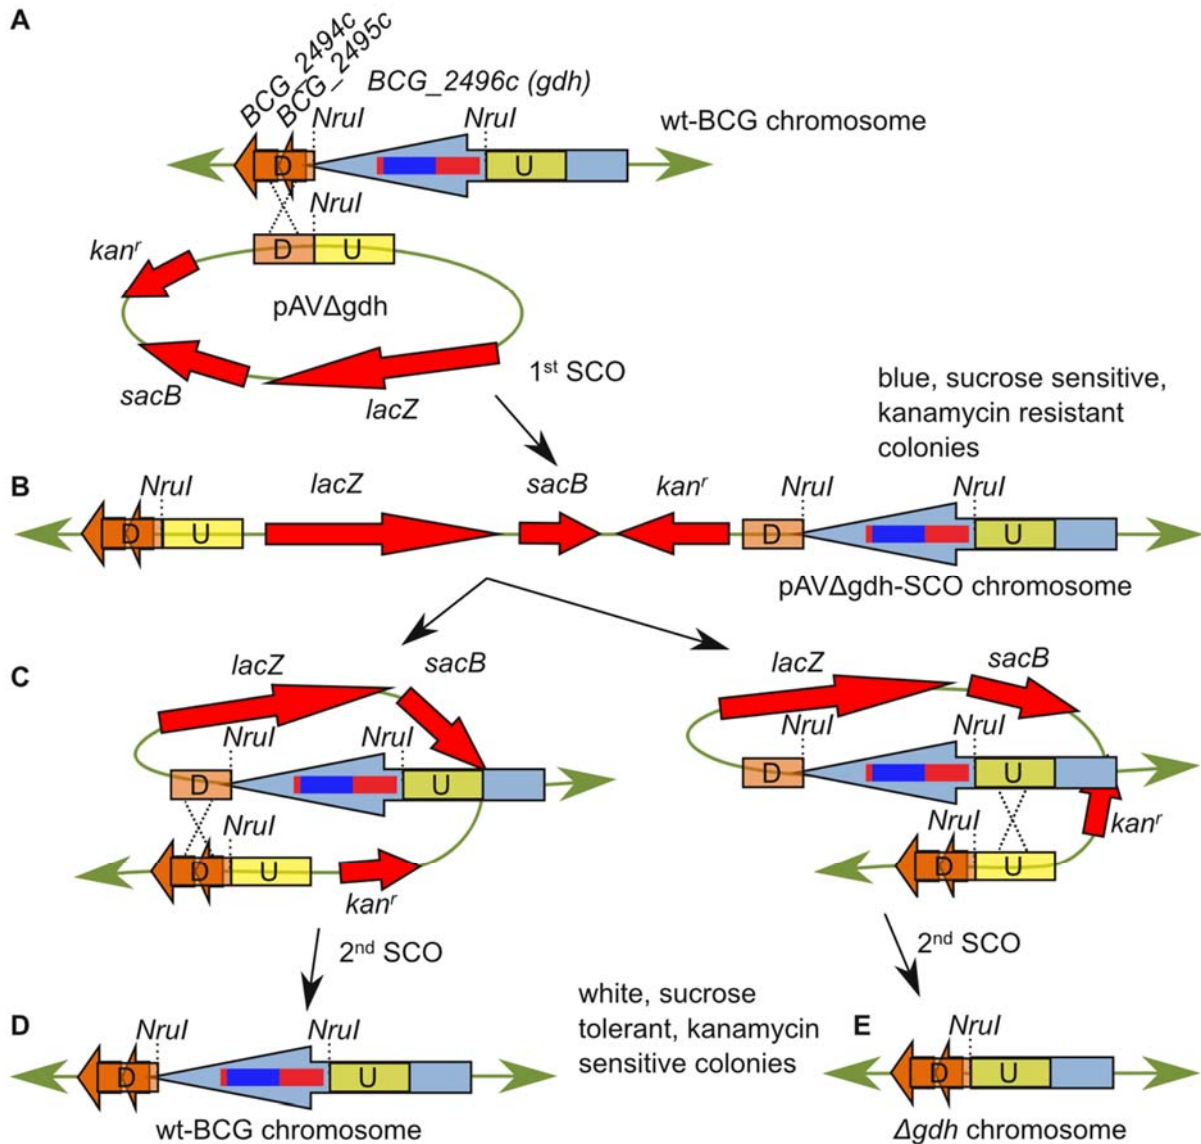 A
BCG_2494c
BCG_2495c
BCG_2496c (gdh)
NruI
NruI
wt-BCG chromosome
D
U
NruI
D
U
kanʳ
pAVΔgdh
sacB
lacZ
1st SCO
blue, sucrose sensitive,
kanamycin resistant
colonies
B
NruI
lacZ
sacB
kanʳ
NruI
NruI
D
U
D
U
pAVΔgdh-SCO chromosome
C
lacZ
sacB
NruI
NruI
D
U
NruI
D
U
kanʳ
2nd SCO
lacZ
sacB
NruI
NruI
D
U
NruI
kanʳ
D
U
2nd SCO
D
NruI
NruI
D
U
wt-BCG chromosome
white, sucrose
tolerant, kanamycin
sensitive colonies
E
NruI
D
U
Δgdh chromosome